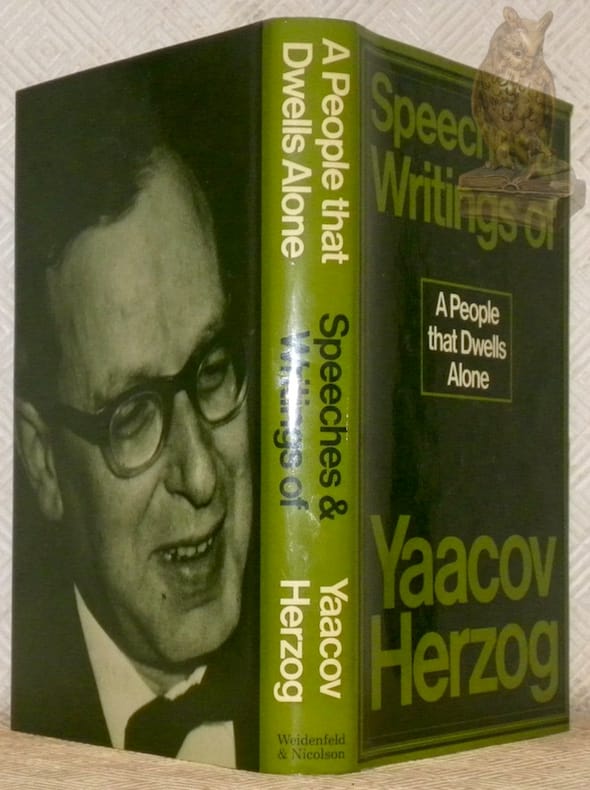 A People that
Dwells Alone
Speeches &
Writings of
Yaacov
Herzog
Weidenfeld
& Nicolson
Speeches &
Writings of
A People
that Dwells
Alone
Yaacov
Herzog